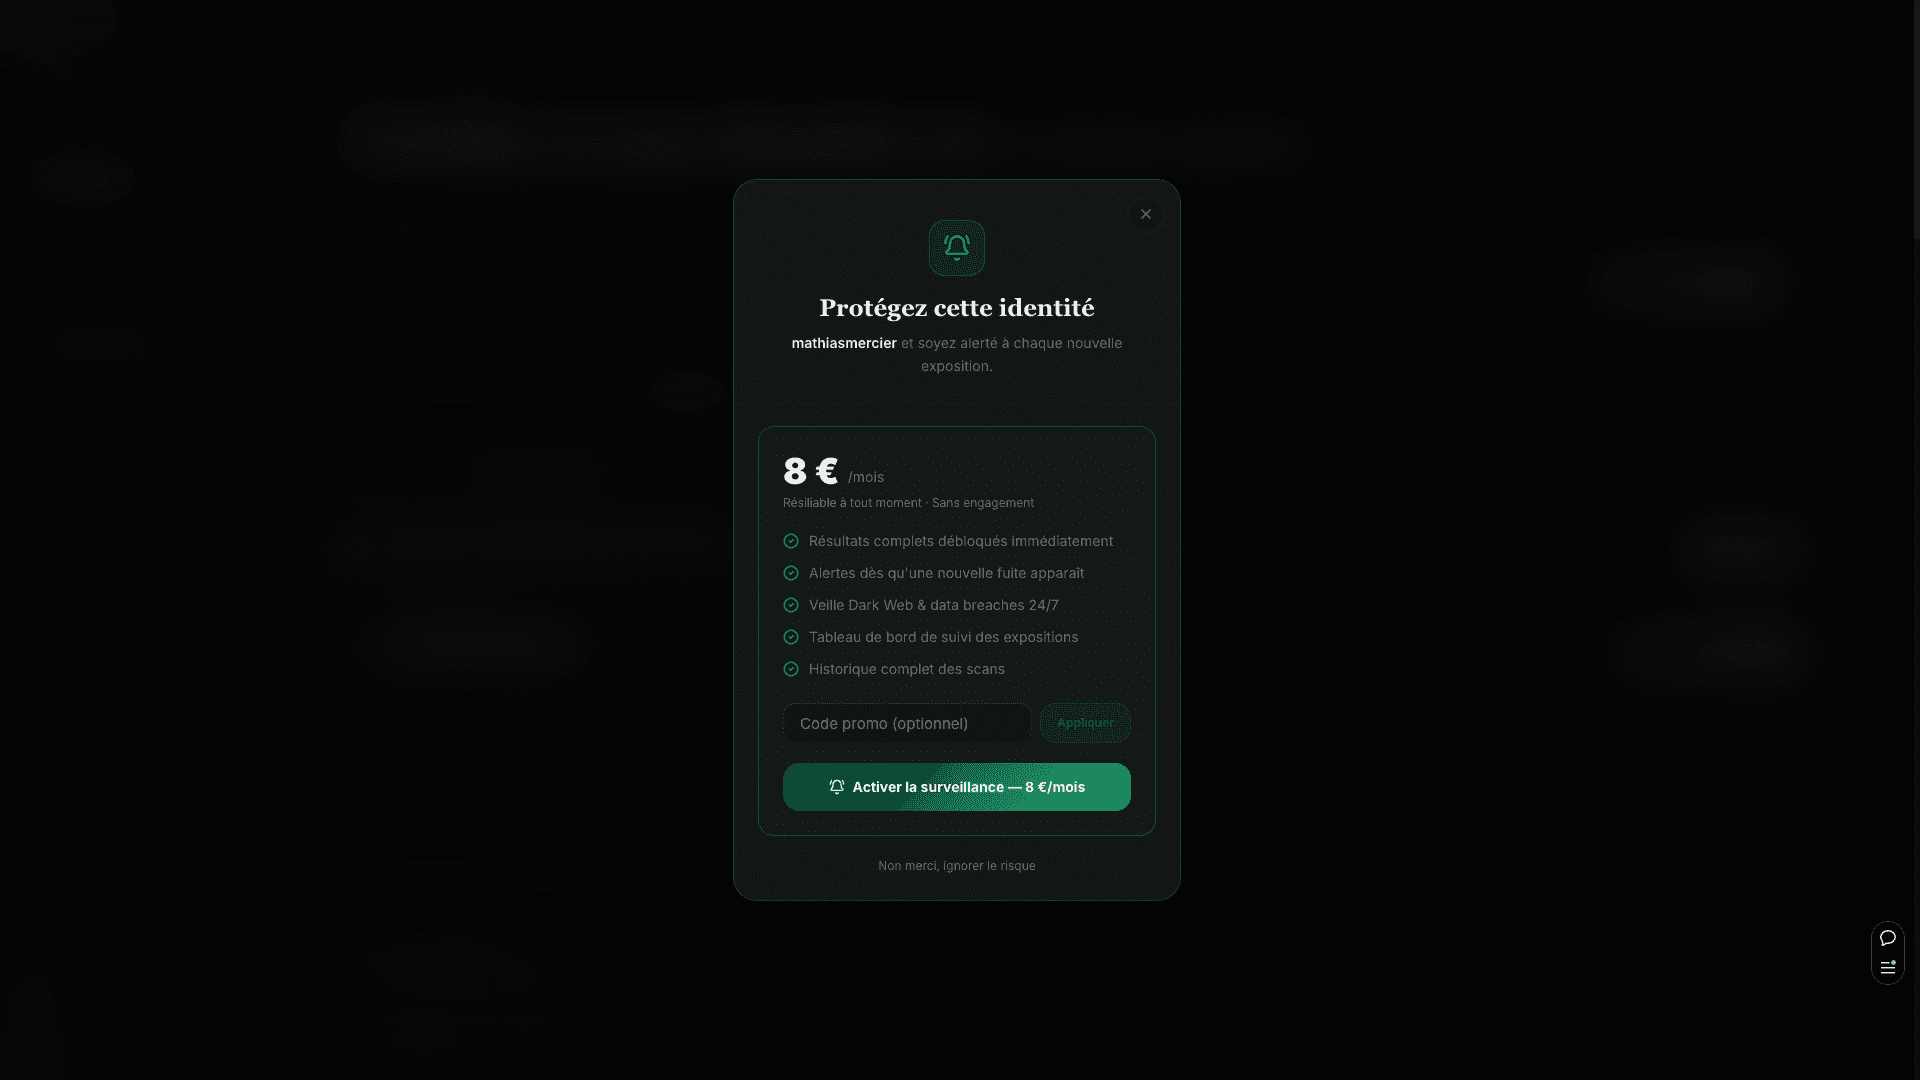 Protégez cette identité
mathiasmercier et soyez alerté à chaque nouvelle
exposition.
8 € /mois
Résiliable à tout moment · Sans engagement
Résultats complets débloqués immédiatement
Alertes dès qu'une nouvelle fuite apparaît
Veille Dark Web & data breaches 24/7
Tableau de bord de suivi des expositions
Historique complet des scans
Code promo (optionnel)
Appliquer
Activer la surveillance — 8 €/mois
Non merci, ignorer le risque